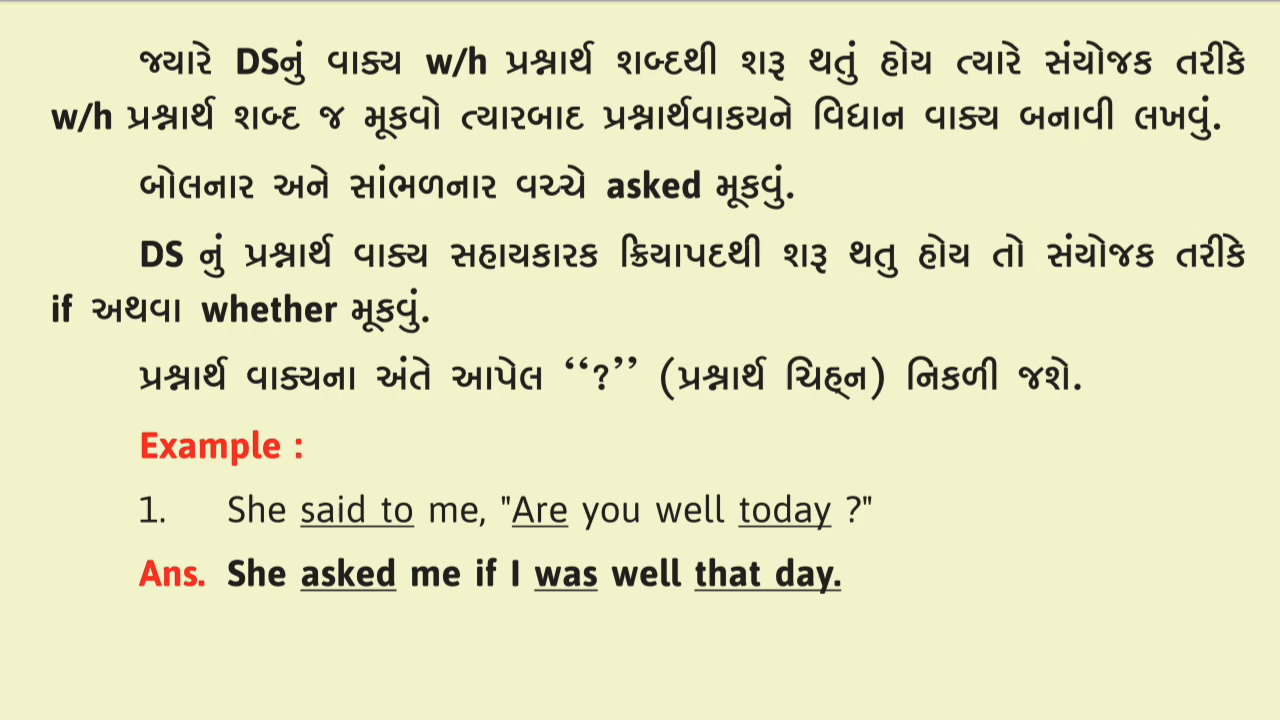 જ્યારે DSનું વાક્ય w/h પ્રશ્નાર્થ શબ્દથી શરૂ થતું હોય ત્યારે સંયોજક તરીકે
w/h પ્રશ્નાર્થ શબ્દ જ મૂકવો ત્યારબાદ પ્રશ્નાર્થવાકયને વિધાન વાક્ય બનાવી લખવું.
બોલનાર અને સાંભળનાર વચ્ચે asked મૂકવું.
DS નું પ્રશ્નાર્થ વાક્ય સહાયકારક ક્રિયાપદથી શરૂ થતુ હોય તો સંયોજક તરીકે
if અથવા whether મૂકવું.
પ્રશ્નાર્થ વાક્યના અંતે આપેલ ‘‘?’’ (પ્રશ્નાર્થ ચિહ્‌ન) નિકળી જશે.
Example :
1. She said to me, "Are you well today ?"
Ans. She asked me if I was well that day.